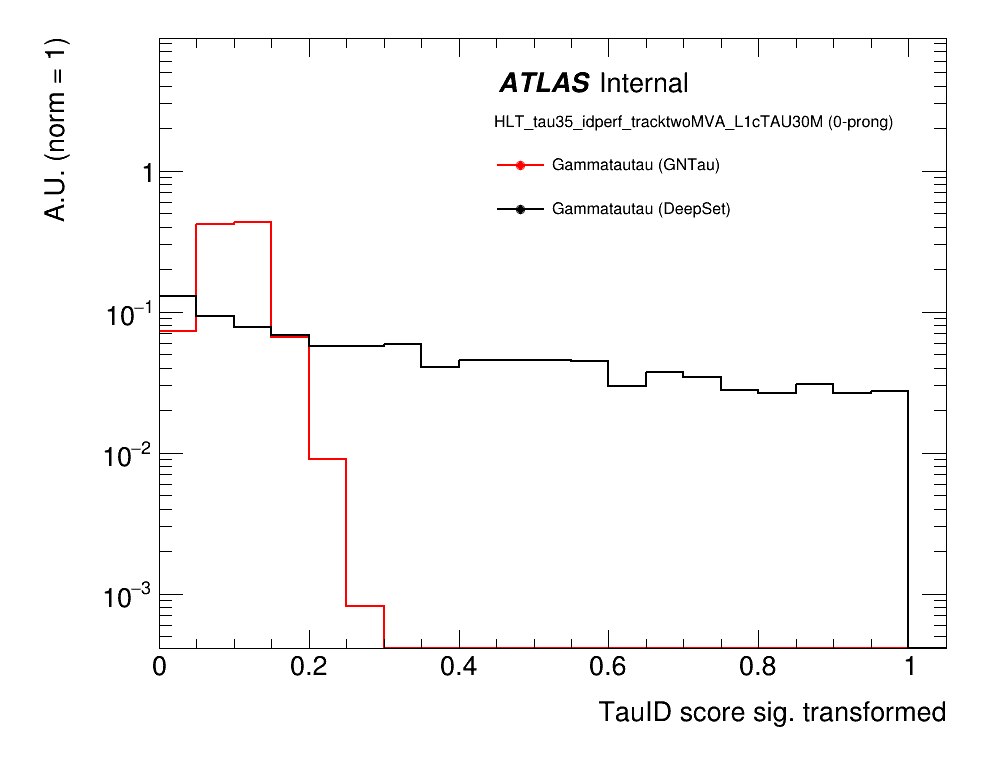 A.U. (norm = 1)
ATLAS Internal
HLT_tau35_idperf_tracktwoMVA_L1cTAU30M (0-prong)
Gammatautau (GNTau)
Gammatautau (DeepSet)
1
10⁻¹
10⁻²
10⁻³
0 0.2 0.4 0.6 0.8 1
TauID score sig. transformed